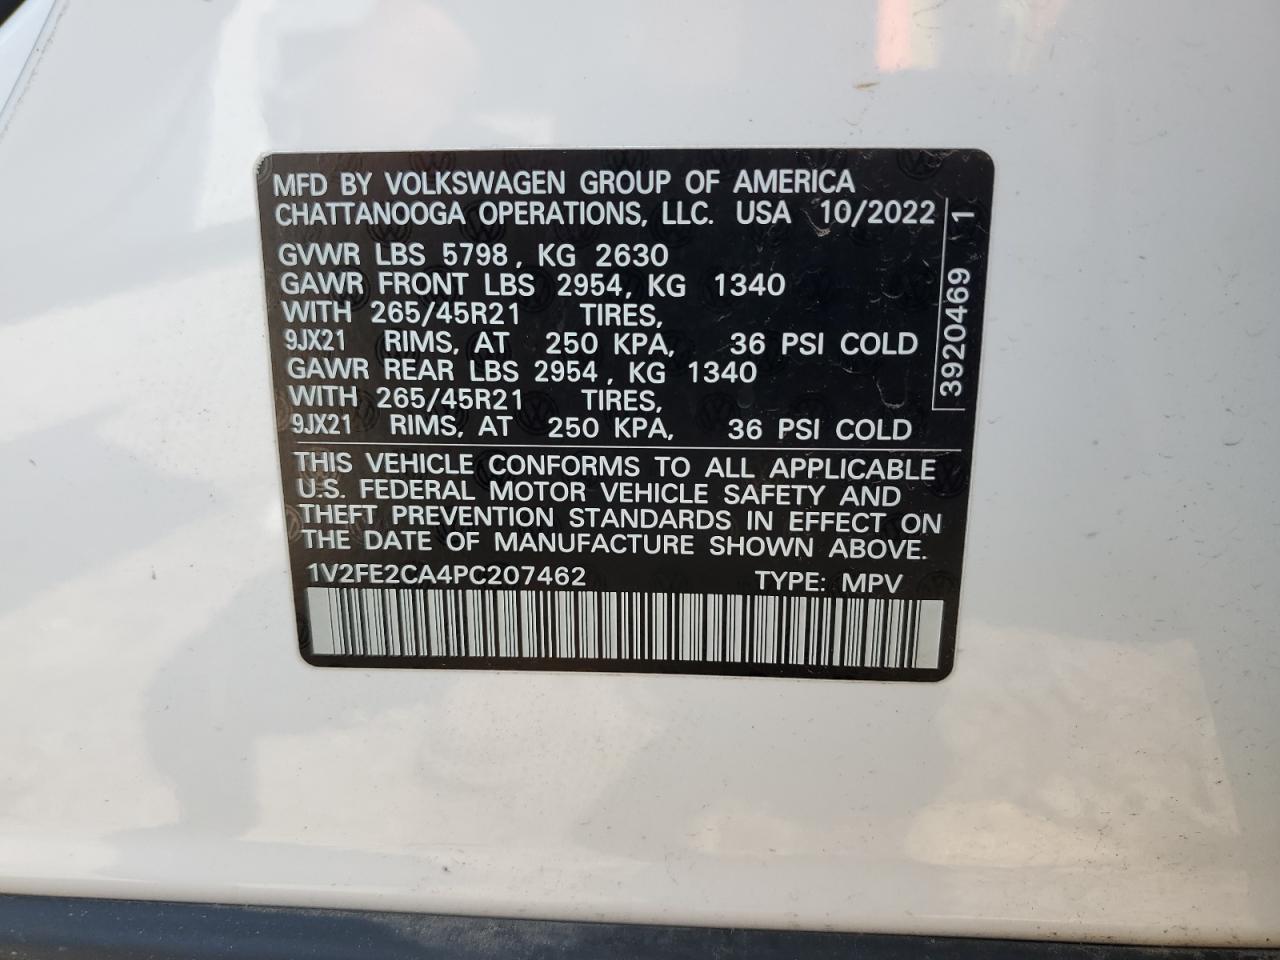 MFD BY VOLKSWAGEN GROUP OF AMERICA
CHATTANOOGA OPERATIONS, LLC. USA 10/2022
GVWR LBS 5798, KG 2630
GAWR FRONT LBS 2954, KG 1340
WITH 265/45R21 TIRES,
9JX21 RIMS, AT 250 KPA, 36 PSI COLD
GAWR REAR LBS 2954, KG 1340
WITH 265/45R21 TIRES,
9JX21 RIMS, AT 250 KPA, 36 PSI COLD
3920469 1
THIS VEHICLE CONFORMS TO ALL APPLICABLE
U.S. FEDERAL MOTOR VEHICLE SAFETY AND
THEFT PREVENTION STANDARDS IN EFFECT ON
THE DATE OF MANUFACTURE SHOWN ABOVE.
1V2FE2CA4PC207462 TYPE: MPV